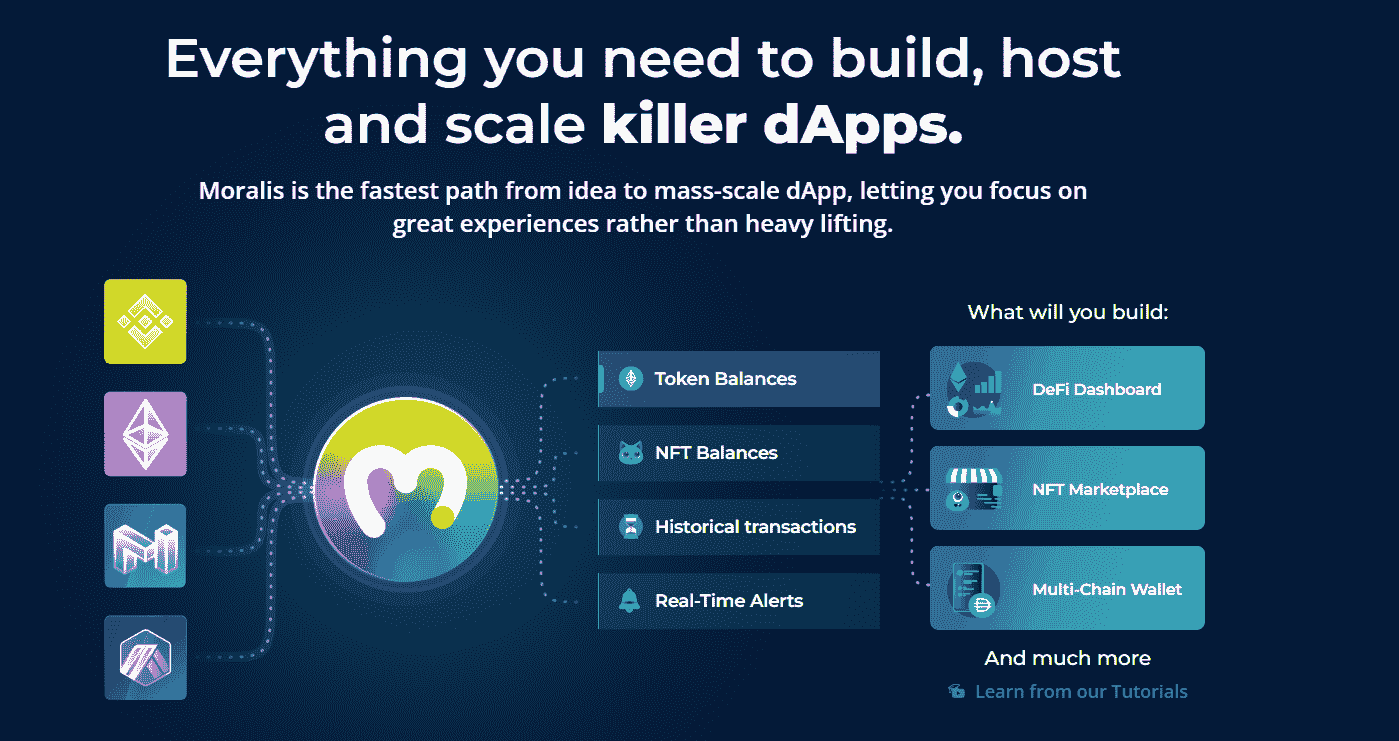 Everything you need to build, host
and scale killer dApps.
Moralis is the fastest path from idea to mass-scale dApp, letting you focus on
great experiences rather than heavy lifting.
Token Balances
NFT Balances
Historical transactions
Real-Time Alerts
What will you build:
DeFi Dashboard
NFT Marketplace
Multi-Chain Wallet
And much more
Learn from our Tutorials